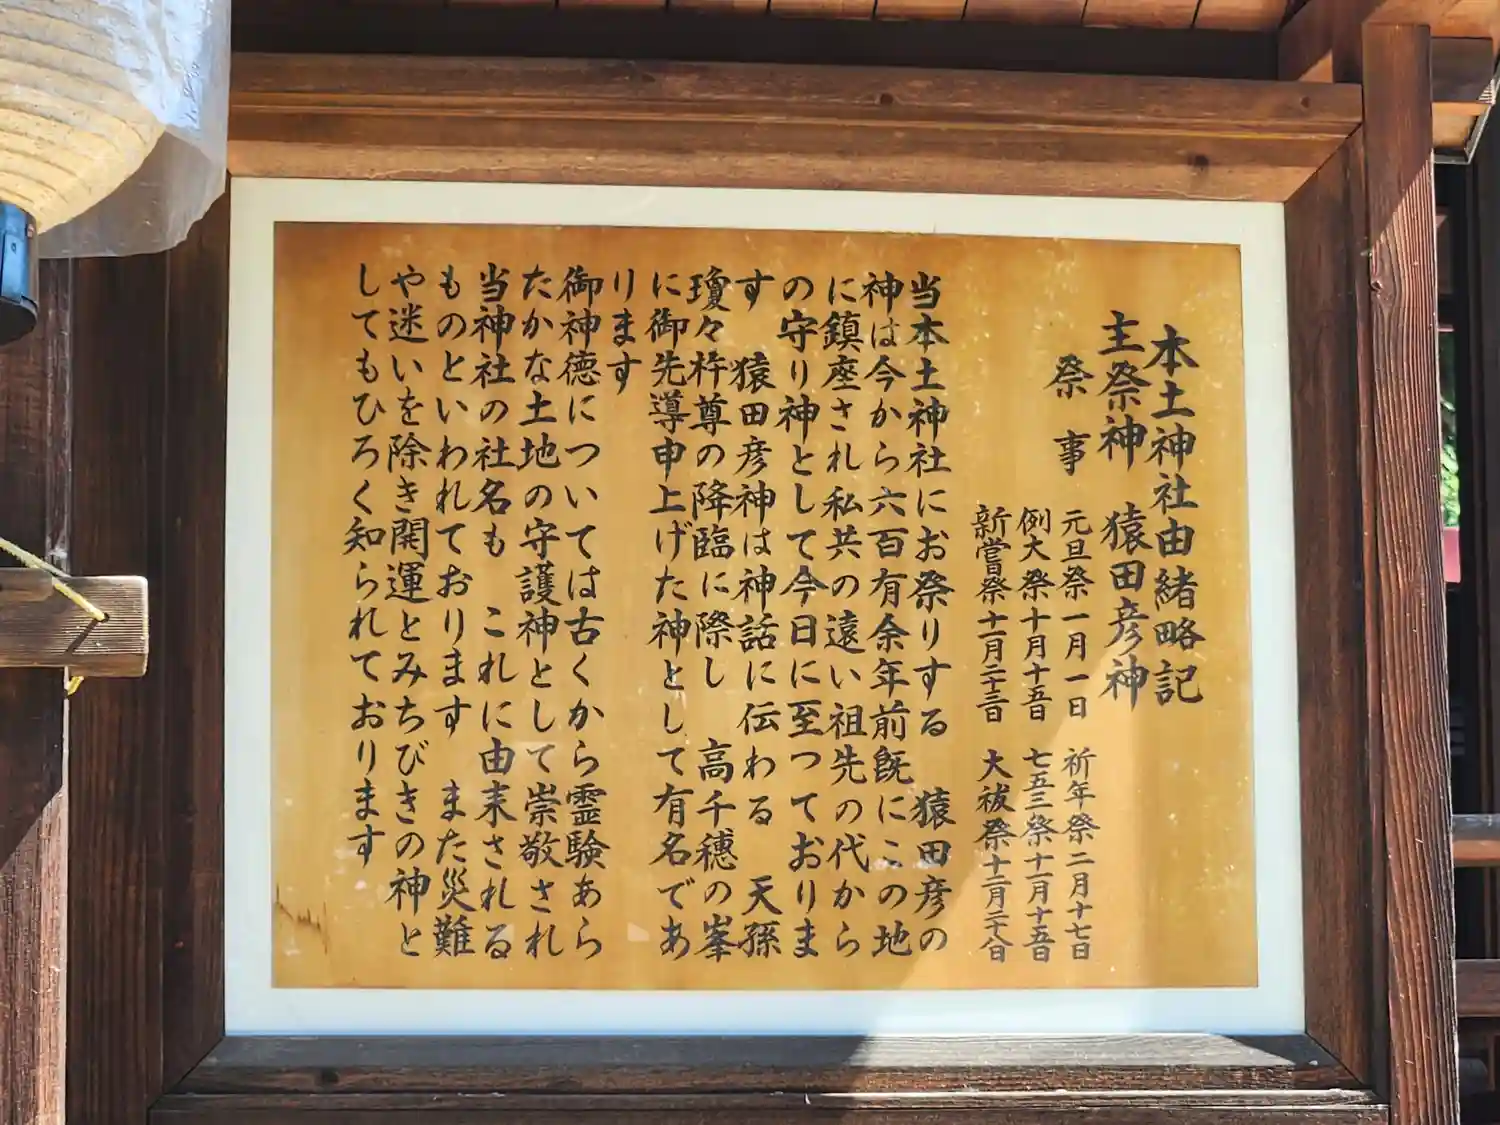 本土神社由緒略記
主祭神　猿田彦神
祭　事
元旦祭一月一日　祈年祭二月十七日
例大祭十月十五日　七五三祭十一月十五日
新嘗祭十一月二十三日　大祓祭十二月二十八日
当本土神社にお祭りする　猿田彦の
神は今から六百有余年前既にこの地
に鎮座され私共の遠い祖先の代から
の守り神として今日に至つておりま
す　猿田彦神は神話に伝わる　天孫
瓊々杵尊の降臨に際し　高千穂の峯
に御先導申上げた神として有名であ
ります
御神徳については古くから霊験あら
たかな土地の守護神として崇敬され
当神社の社名も　これに由来される
ものといわれております　また災難
や迷いを除き開運とみちびきの神と
してもひろく知られております